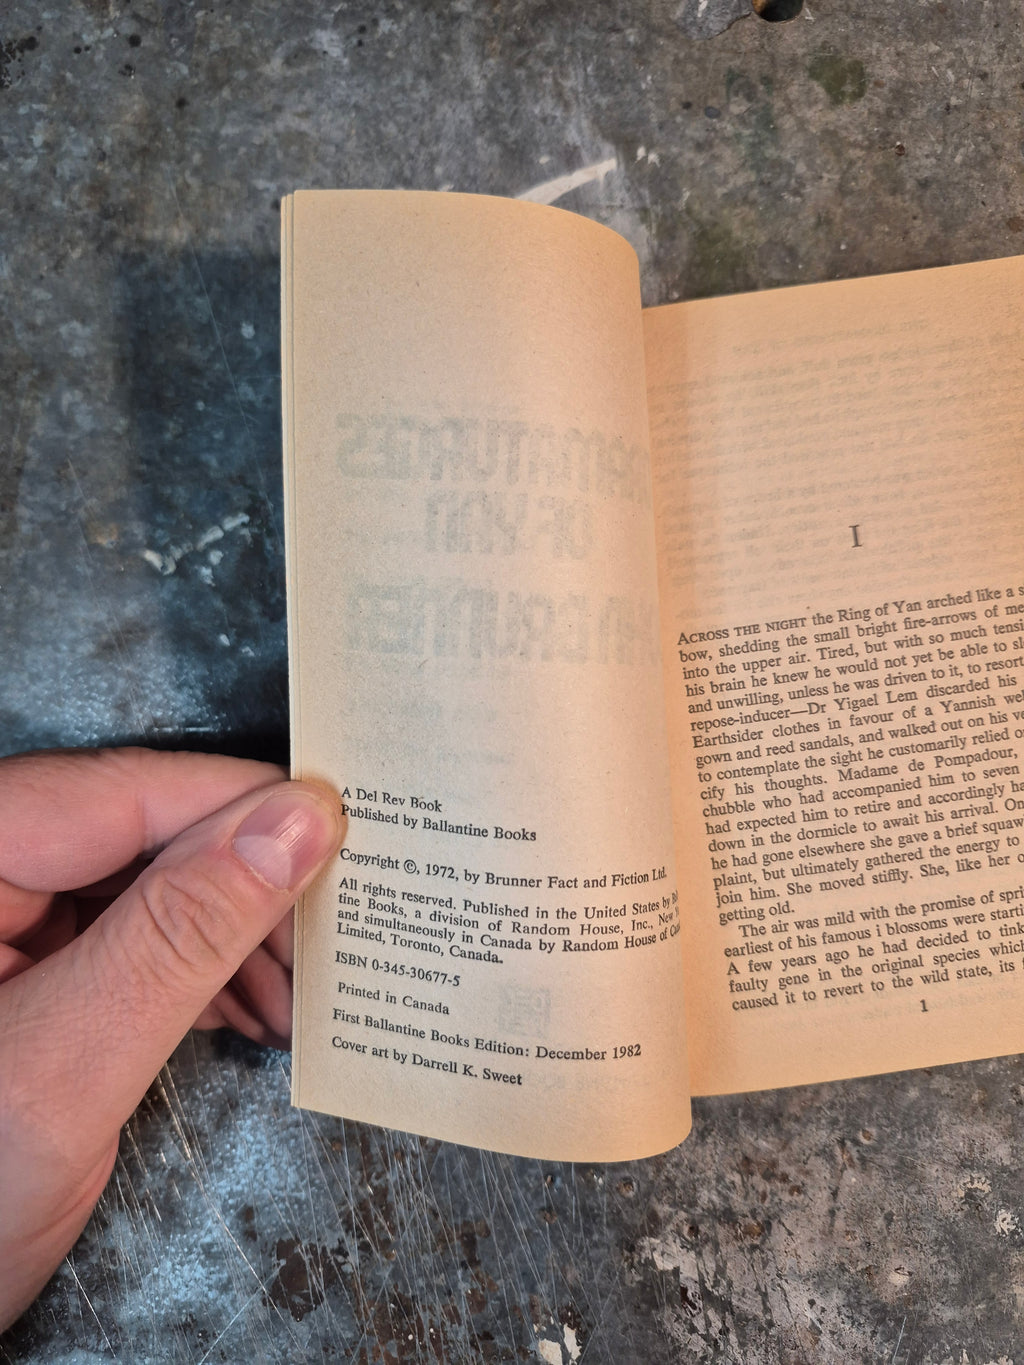 A Del Rey Book
Published by Ballantine Books
Copyright ©, 1972, by Brunner Fact and Fiction Ltd.
All rights reserved. Published in the United States by
tine Books, a division of Random House, Inc., New
and simultaneously in Canada by Random House of
Limited, Toronto, Canada.
ISBN 0-345-30677-5
Printed in Canada
First Ballantine Books Edition: December 1982
Cover art by Darrell K. Sweet
I
ACROSS THE NIGHT the Ring of Yan arched like a
bow, shedding the small bright fire-arrows of
into the upper air. Tired, but with so much
his brain he knew he would not yet be able to
and unwilling, unless he was driven to it, to resort
repose-inducer—Dr Yigael Lem discarded his
Earthsider clothes in favour of a Yannish
gown and reed sandals, and walked out on his
to contemplate the sight he customarily relied
cify his thoughts. Madame de Pompadour,
chubble who had accompanied him to seven
had expected him to retire and accordingly
down in the dormicle to await his arrival. On
he had gone elsewhere she gave a brief
plaint, but ultimately gathered the energy to
join him. She moved stiffly. She, like her
getting old.
The air was mild with the promise of
earliest of his famous i blossoms were
A few years ago he had decided to
faulty gene in the original species which
caused it to revert to the wild state, its
1